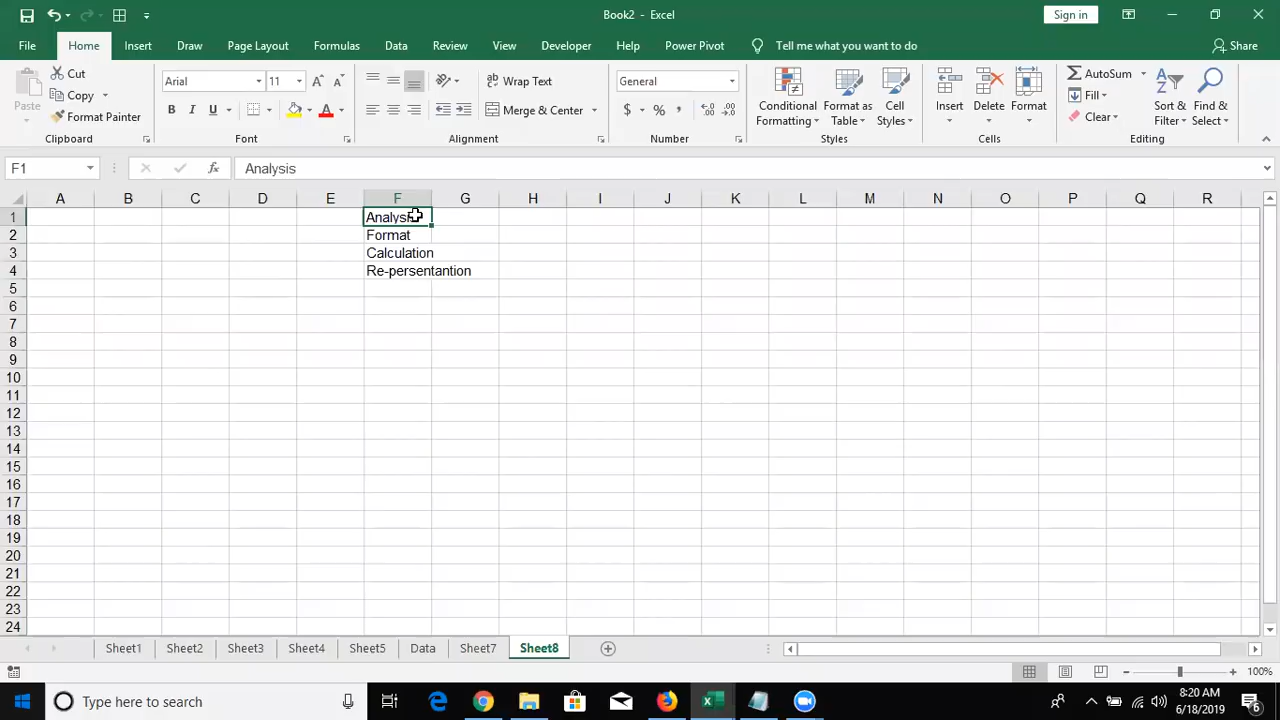 Book2 - Excel
Sign in
File Home Insert Draw Page Layout Formulas Data Review View Developer Help Power Pivot Tell me what you want to do Share
Paste
Cut
Copy
Format Painter
Clipboard
Arial 11
B I U
Font
Wrap Text
Merge & Center
Alignment
General
$ % ,
Number
Conditional Formatting
Format as Table
Cell Styles
Styles
Insert Delete Format
Cells
AutoSum
Fill
Clear
Sort & Filter
Find & Select
Editing
F1 fx Analysis
A B C D E F G H I J K L M N O P Q R
1 Analysis
2 Format
3 Calculation
4 Re-persentantion
5
6
7
8
9
10
11
12
13
14
15
16
17
18
19
20
21
22
23
24
Sheet1 Sheet2 Sheet3 Sheet4 Sheet5 Data Sheet7 Sheet8
100%
Type here to search
8:20 AM
6/18/2019
6